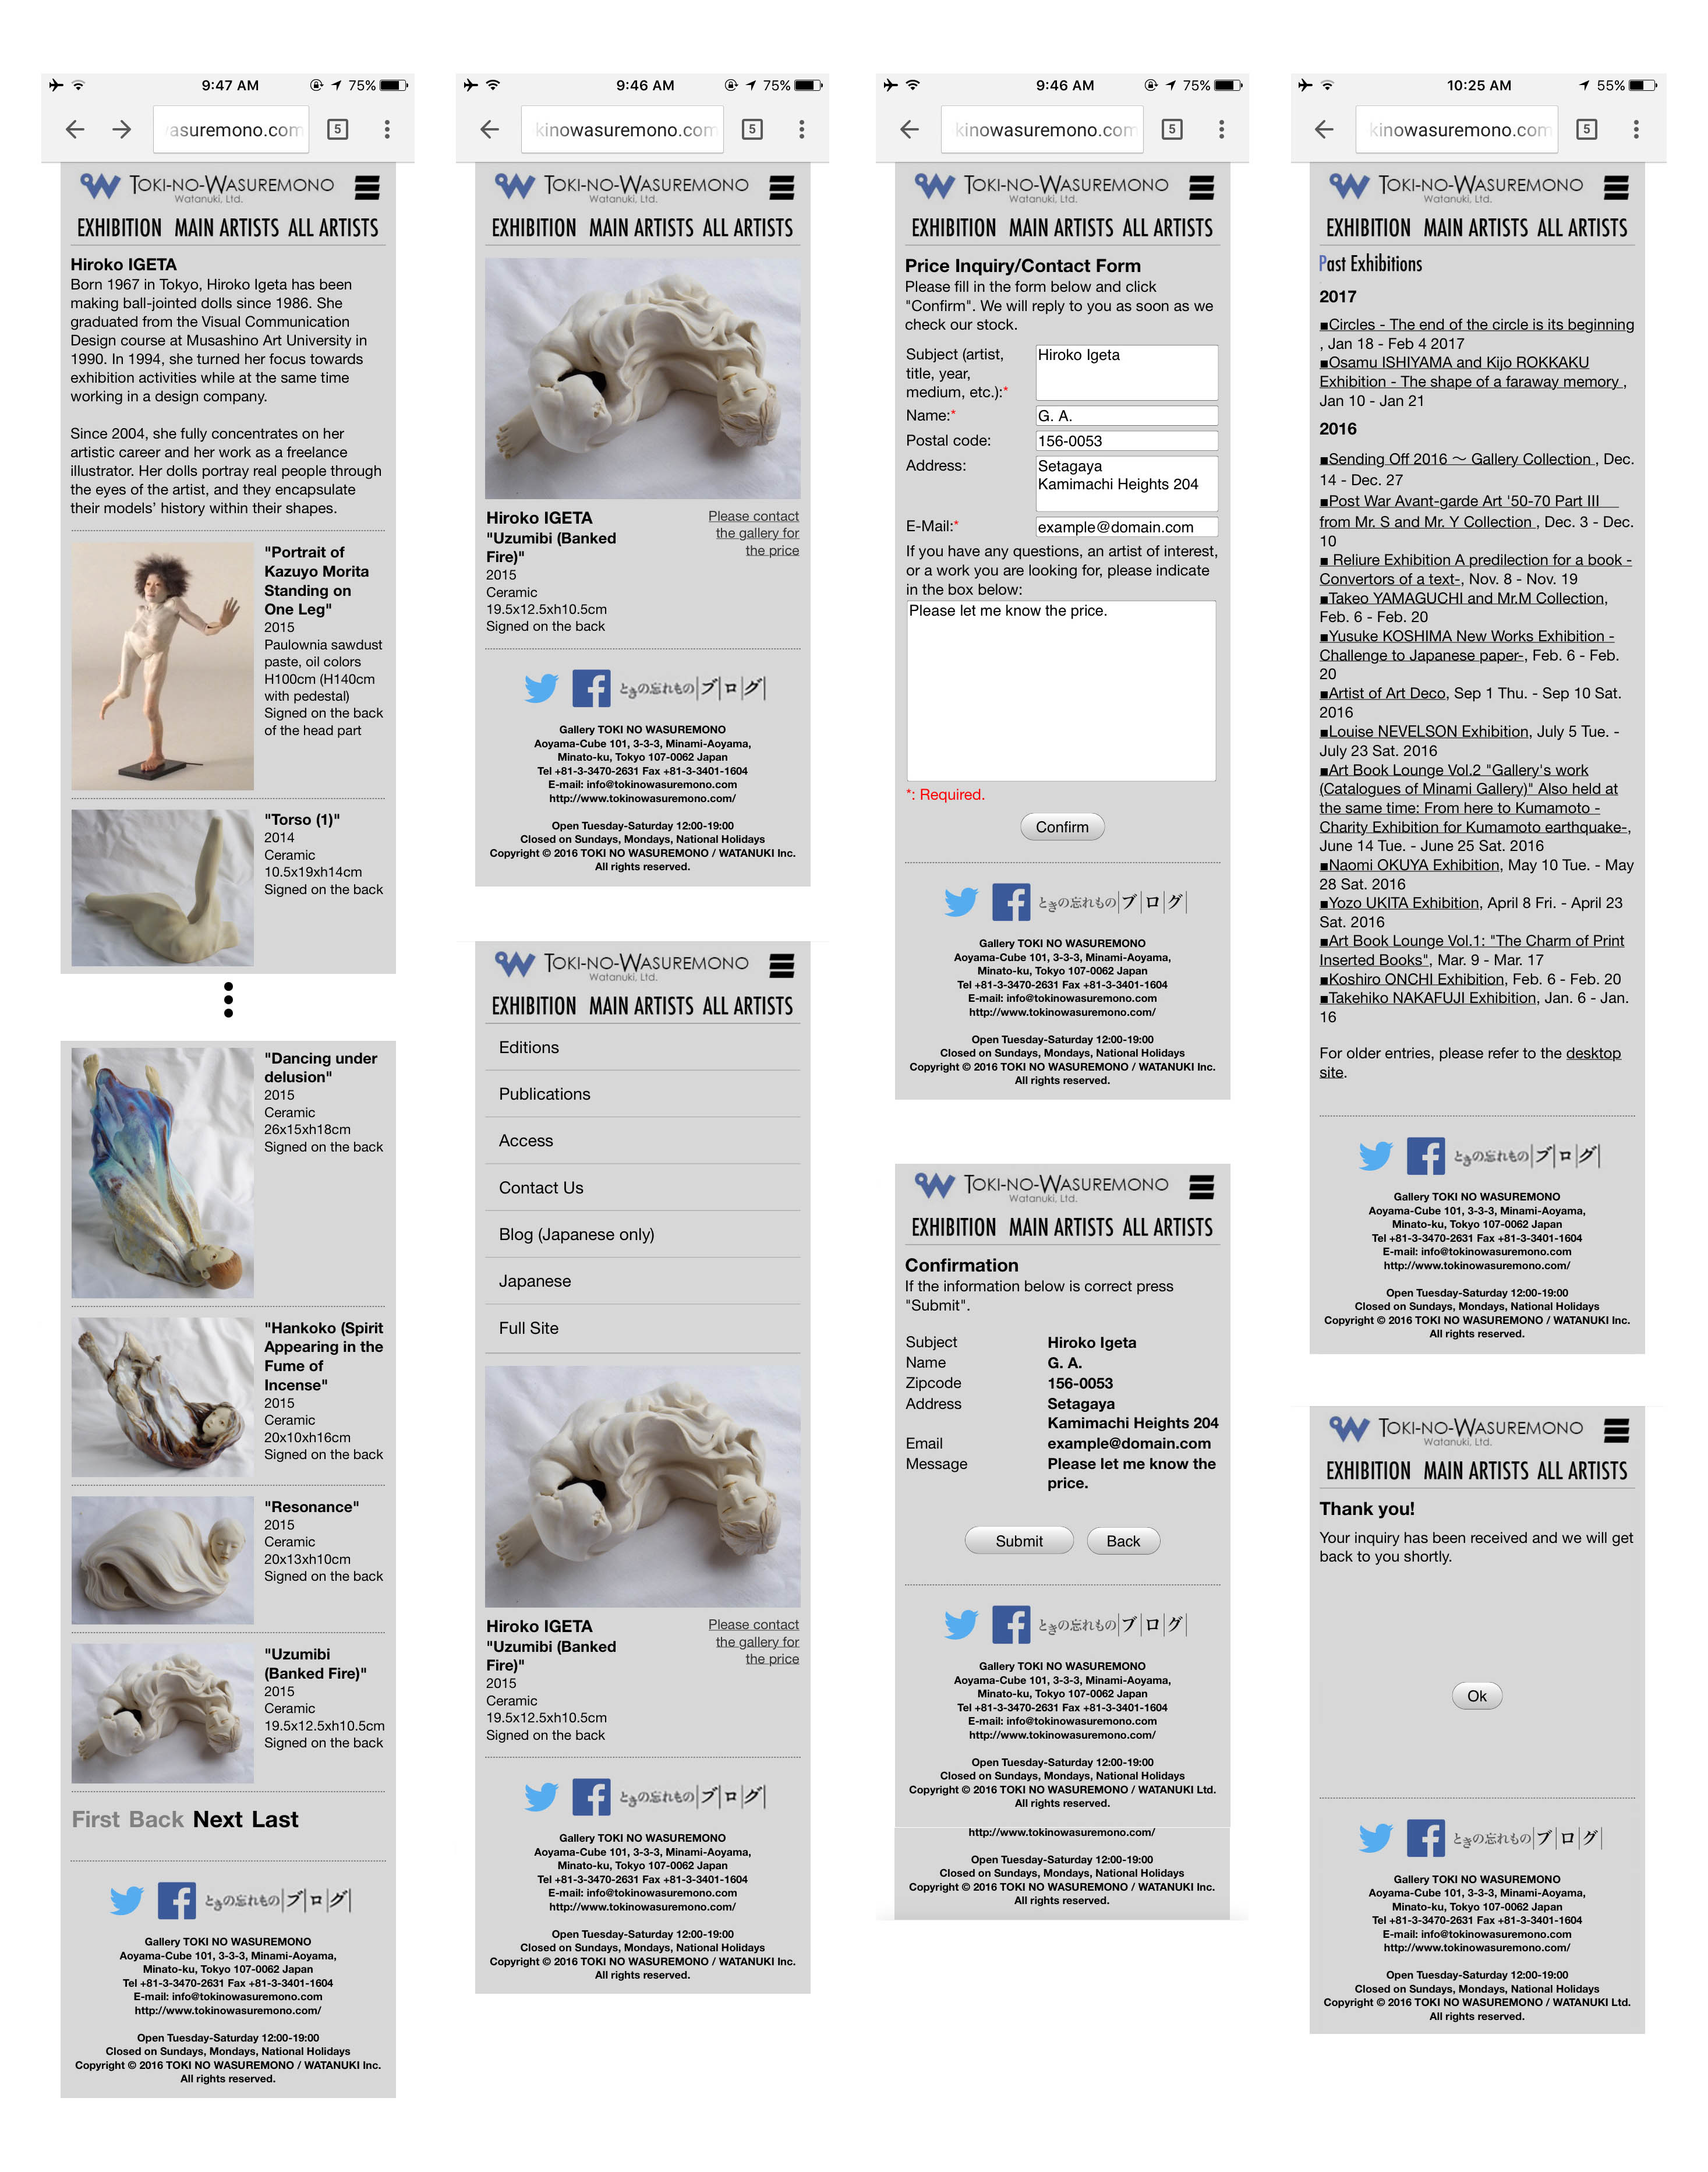 9:47 AM
75%
asuremono.com
5
TOKI-NO-WASUREMONO
Watanuki, Ltd.
EXHIBITION MAIN ARTISTS ALL ARTISTS
Hiroko IGETA
Born 1967 in Tokyo, Hiroko Igeta has been
making ball-jointed dolls since 1986. She
graduated from the Visual Communication
Design course at Musashino Art University in
1990. In 1994, she turned her focus towards
exhibition activities while at the same time
working in a design company.
Since 2004, she fully concentrates on her
artistic career and her work as a freelance
illustrator. Her dolls portray real people through
the eyes of the artist, and they encapsulate
their models' history within their shapes.
"Portrait of
Kazuyo Morita
Standing on
One Leg"
2015
Paulownia sawdust
paste, oil colors
H100cm (H140cm
with pedestal)
Signed on the back
of the head part
"Torso (1)"
2014
Ceramic
10.5x19xh14cm
Signed on the back
"Dancing under
delusion"
2015
Ceramic
26x15xh18cm
Signed on the back
"Hankoko (Spirit
Appearing in the
Fume of
Incense"
2015
Ceramic
20x10xh16cm
Signed on the back
"Resonance"
2015
Ceramic
20x13xh10cm
Signed on the back
"Uzumibi
(Banked Fire)"
2015
Ceramic
19.5x12.5xh10.5cm
Signed on the back
First Back Next Last
ときの忘れもの|ブ|ロ|グ|
Gallery TOKI NO WASUREMONO
Aoyama-Cube 101, 3-3-3, Minami-Aoyama,
Minato-ku, Tokyo 107-0062 Japan
Tel +81-3-3470-2631 Fax +81-3-3401-1604
E-mail: info@tokinowasuremono.com
http://www.tokinowasuremono.com/
Open Tuesday-Saturday 12:00-19:00
Closed on Sundays, Mondays, National Holidays
Copyright © 2016 TOKI NO WASUREMONO / WATANUKI Inc.
All rights reserved.
9:46 AM
75%
kinowasuremono.com
5
TOKI-NO-WASUREMONO
Watanuki, Ltd.
EXHIBITION MAIN ARTISTS ALL ARTISTS
Hiroko IGETA
"Uzumibi (Banked
Fire)"
2015
Ceramic
19.5x12.5xh10.5cm
Signed on the back
Please contact
the gallery for
the price
ときの忘れもの|ブ|ロ|グ|
Gallery TOKI NO WASUREMONO
Aoyama-Cube 101, 3-3-3, Minami-Aoyama,
Minato-ku, Tokyo 107-0062 Japan
Tel +81-3-3470-2631 Fax +81-3-3401-1604
E-mail: info@tokinowasuremono.com
http://www.tokinowasuremono.com/
Open Tuesday-Saturday 12:00-19:00
Closed on Sundays, Mondays, National Holidays
Copyright © 2016 TOKI NO WASUREMONO / WATANUKI Inc.
All rights reserved.
TOKI-NO-WASUREMONO
Watanuki, Ltd.
EXHIBITION MAIN ARTISTS ALL ARTISTS
Editions
Publications
Access
Contact Us
Blog (Japanese only)
Japanese
Full Site
Hiroko IGETA
"Uzumibi (Banked
Fire)"
2015
Ceramic
19.5x12.5xh10.5cm
Signed on the back
Please contact
the gallery for
the price
ときの忘れもの|ブ|ロ|グ|
Gallery TOKI NO WASUREMONO
Aoyama-Cube 101, 3-3-3, Minami-Aoyama,
Minato-ku, Tokyo 107-0062 Japan
Tel +81-3-3470-2631 Fax +81-3-3401-1604
E-mail: info@tokinowasuremono.com
http://www.tokinowasuremono.com/
Open Tuesday-Saturday 12:00-19:00
Closed on Sundays, Mondays, National Holidays
Copyright © 2016 TOKI NO WASUREMONO / WATANUKI Inc.
All rights reserved.
9:46 AM
75%
kinowasuremono.com
5
TOKI-NO-WASUREMONO
Watanuki, Ltd.
EXHIBITION MAIN ARTISTS ALL ARTISTS
Price Inquiry/Contact Form
Please fill in the form below and click
"Confirm". We will reply to you as soon as we
check our stock.
Subject (artist,
title, year,
medium, etc.):*
Hiroko Igeta
Name:* G. A.
Postal code: 156-0053
Address: Setagaya
Kamimachi Heights 204
E-Mail:* example@domain.com
If you have any questions, an artist of interest,
or a work you are looking for, please indicate
in the box below:
Please let me know the price.
*: Required.
Confirm
ときの忘れもの|ブ|ロ|グ|
Gallery TOKI NO WASUREMONO
Aoyama-Cube 101, 3-3-3, Minami-Aoyama,
Minato-ku, Tokyo 107-0062 Japan
Tel +81-3-3470-2631 Fax +81-3-3401-1604
E-mail: info@tokinowasuremono.com
http://www.tokinowasuremono.com/
Open Tuesday-Saturday 12:00-19:00
Closed on Sundays, Mondays, National Holidays
Copyright © 2016 TOKI NO WASUREMONO / WATANUKI Inc.
All rights reserved.
TOKI-NO-WASUREMONO
Watanuki, Ltd.
EXHIBITION MAIN ARTISTS ALL ARTISTS
Confirmation
If the information below is correct press
"Submit".
Subject Hiroko Igeta
Name G. A.
Zipcode 156-0053
Address Setagaya
Kamimachi Heights 204
Email example@domain.com
Message Please let me know the
price.
Submit Back
ときの忘れもの|ブ|ロ|グ|
Gallery TOKI NO WASUREMONO
Aoyama-Cube 101, 3-3-3, Minami-Aoyama,
Minato-ku, Tokyo 107-0062 Japan
Tel +81-3-3470-2631 Fax +81-3-3401-1604
E-mail: info@tokinowasuremono.com
http://www.tokinowasuremono.com/
Open Tuesday-Saturday 12:00-19:00
Closed on Sundays, Mondays, National Holidays
Copyright © 2016 TOKI NO WASUREMONO / WATANUKI Ltd.
All rights reserved.
http://www.tokinowasuremono.com/
Open Tuesday-Saturday 12:00-19:00
Closed on Sundays, Mondays, National Holidays
Copyright © 2016 TOKI NO WASUREMONO / WATANUKI Inc.
All rights reserved.
10:25 AM
55%
kinowasuremono.com
5
TOKI-NO-WASUREMONO
Watanuki, Ltd.
EXHIBITION MAIN ARTISTS ALL ARTISTS
Past Exhibitions
2017
■Circles - The end of the circle is its beginning
, Jan 18 - Feb 4 2017
■Osamu ISHIYAMA and Kijo ROKKAKU
Exhibition - The shape of a faraway memory ,
Jan 10 - Jan 21
2016
■Sending Off 2016 ～ Gallery Collection , Dec.
14 - Dec. 27
■Post War Avant-garde Art '50-70 Part III
from Mr. S and Mr. Y Collection , Dec. 3 - Dec.
10
■ Reliure Exhibition A predilection for a book -
Convertors of a text-, Nov. 8 - Nov. 19
■Takeo YAMAGUCHI and Mr.M Collection,
Feb. 6 - Feb. 20
■Yusuke KOSHIMA New Works Exhibition -
Challenge to Japanese paper-, Feb. 6 - Feb.
20
■Artist of Art Deco, Sep 1 Thu. - Sep 10 Sat.
2016
■Louise NEVELSON Exhibition, July 5 Tue. -
July 23 Sat. 2016
■Art Book Lounge Vol.2 "Gallery's work
(Catalogues of Minami Gallery)" Also held at
the same time: From here to Kumamoto -
Charity Exhibition for Kumamoto earthquake-,
June 14 Tue. - June 25 Sat. 2016
■Naomi OKUYA Exhibition, May 10 Tue. - May
28 Sat. 2016
■Yozo UKITA Exhibition, April 8 Fri. - April 23
Sat. 2016
■Art Book Lounge Vol.1: "The Charm of Print
Inserted Books", Mar. 9 - Mar. 17
■Koshiro ONCHI Exhibition, Feb. 6 - Feb. 20
■Takehiko NAKAFUJI Exhibition, Jan. 6 - Jan.
16
For older entries, please refer to the desktop
site.
ときの忘れもの|ブ|ロ|グ|
Gallery TOKI NO WASUREMONO
Aoyama-Cube 101, 3-3-3, Minami-Aoyama,
Minato-ku, Tokyo 107-0062 Japan
Tel +81-3-3470-2631 Fax +81-3-3401-1604
E-mail: info@tokinowasuremono.com
http://www.tokinowasuremono.com/
Open Tuesday-Saturday 12:00-19:00
Closed on Sundays, Mondays, National Holidays
Copyright © 2016 TOKI NO WASUREMONO / WATANUKI Inc.
All rights reserved.
TOKI-NO-WASUREMONO
Watanuki, Ltd.
EXHIBITION MAIN ARTISTS ALL ARTISTS
Thank you!
Your inquiry has been received and we will get
back to you shortly.
Ok
ときの忘れもの|ブ|ロ|グ|
Gallery TOKI NO WASUREMONO
Aoyama-Cube 101, 3-3-3, Minami-Aoyama,
Minato-ku, Tokyo 107-0062 Japan
Tel +81-3-3470-2631 Fax +81-3-3401-1604
E-mail: info@tokinowasuremono.com
http://www.tokinowasuremono.com/
Open Tuesday-Saturday 12:00-19:00
Closed on Sundays, Mondays, National Holidays
Copyright © 2016 TOKI NO WASUREMONO / WATANUKI Ltd.
All rights reserved.